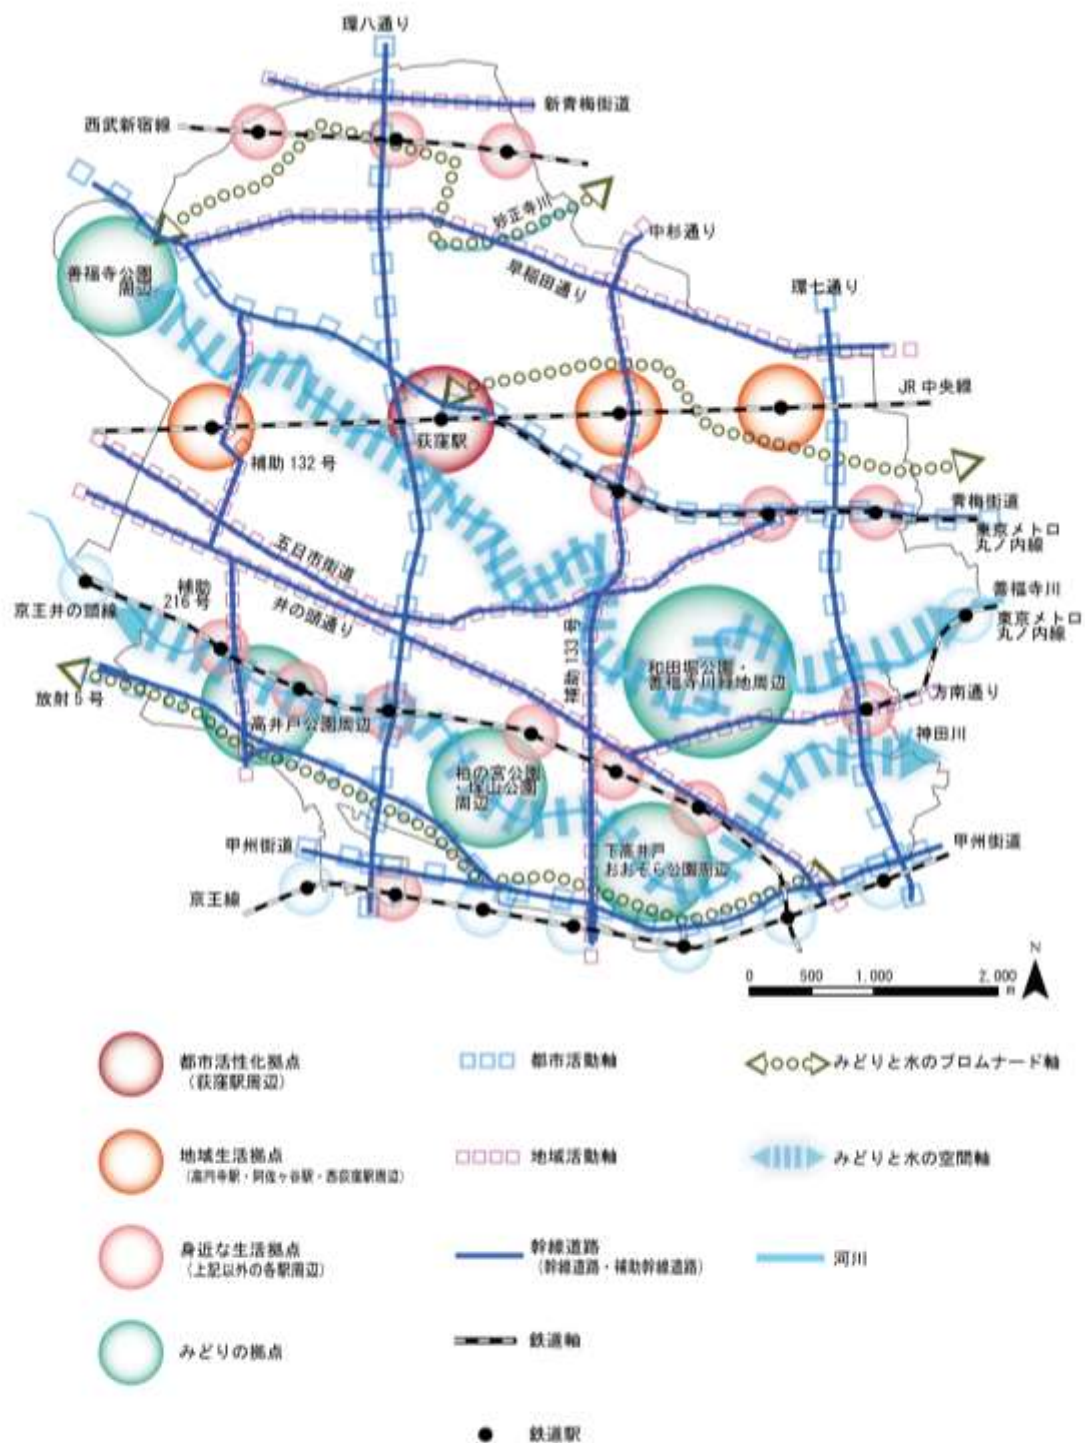 環八通り
新青梅街道
西武新宿線
妙正寺川
中杉通り
早稲田通り
善福寺公園
周辺
環七通り
JR中央線
荻窪駅
補助132号
青梅街道
東京メトロ
丸ノ内線
五日市街道
補助
216号
井の頭通り
京王井の頭線
善福寺川
東京メトロ
丸ノ内線
補助133号
和田堀公園・
善福寺川緑地周辺
放射5号
高井戸公園周辺
方南通り
神田川
柏の宮公園
・塚山公園
周辺
甲州街道
下高井戸
おおぞら公園周辺
甲州街道
京王線
N
0 500 1,000 2,000
m
都市活性化拠点
(荻窪駅周辺)
都市活動軸
みどりと水のプロムナード軸
地域生活拠点
(高円寺駅・阿佐ヶ谷駅・西荻窪駅周辺)
地域活動軸
みどりと水の空間軸
身近な生活拠点
(上記以外の各駅周辺)
幹線道路
(幹線道路・補助幹線道路)
河川
みどりの拠点
鉄道軸
鉄道駅